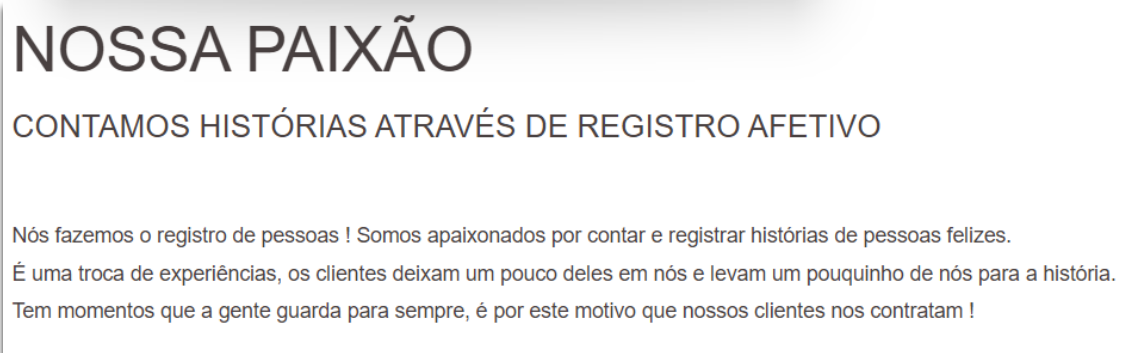 NOSSA PAIXÃO
CONTAMOS HISTÓRIAS ATRAVÉS DE REGISTRO AFETIVO
Nós fazemos o registro de pessoas ! Somos apaixonados por contar e registrar histórias de pessoas felizes.
É uma troca de experiências, os clientes deixam um pouco deles em nós e levam um pouquinho de nós para a história.
Tem momentos que a gente guarda para sempre, é por este motivo que nossos clientes nos contratam !